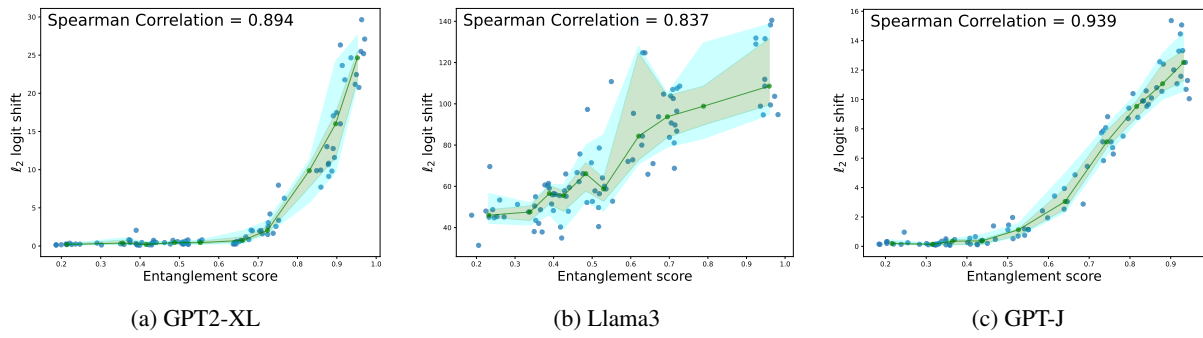 Spearman Correlation = 0.894
30
25
20
15
10
5
0
ℓ₂ logit shift
0.2 0.3 0.4 0.5 0.6 0.7 0.8 0.9 1.0
Entanglement score
(a) GPT2-XL
Spearman Correlation = 0.837
140
120
100
80
60
40
ℓ₂ logit shift
0.2 0.3 0.4 0.5 0.6 0.7 0.8 0.9 1.0
Entanglement score
(b) Llama3
Spearman Correlation = 0.939
16
14
12
10
8
6
4
2
0
ℓ₂ logit shift
0.2 0.3 0.4 0.5 0.6 0.7 0.8 0.9
Entanglement score
(c) GPT-J